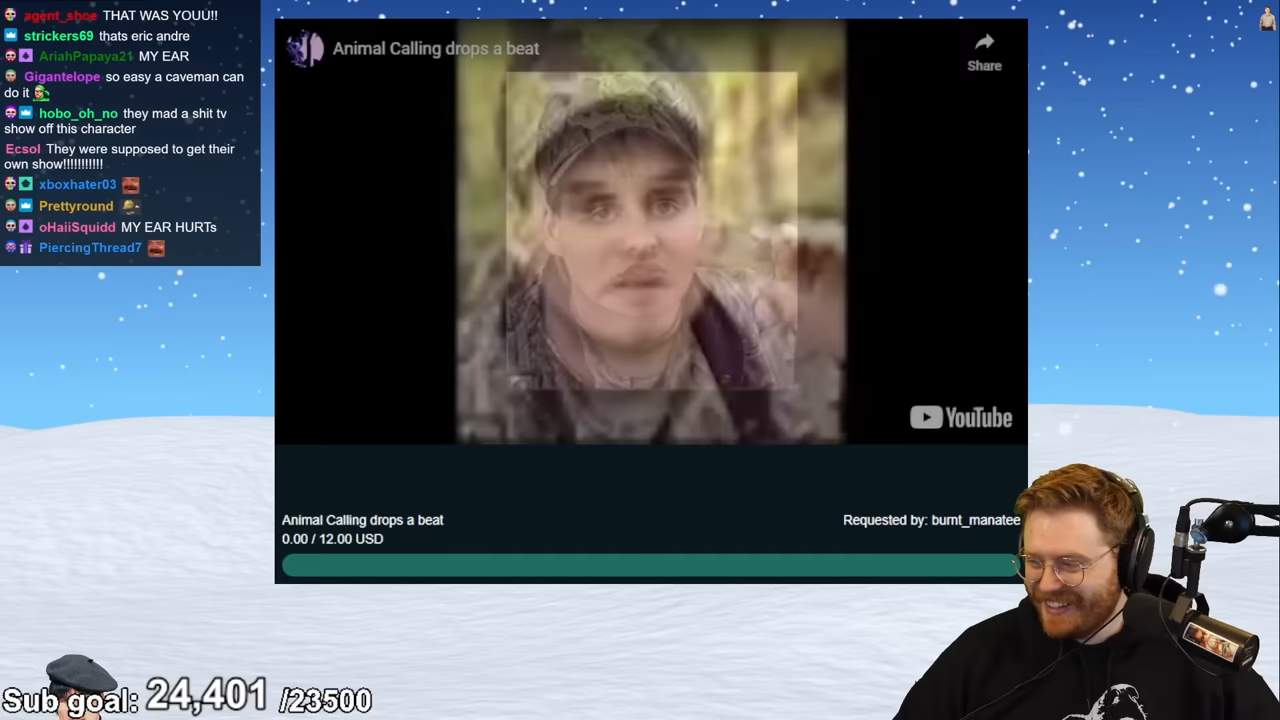 agent_shoe THAT WAS YOUU!!
strickers69 thats eric andre
AriahPapaya21 MY EAR
Gigantelope so easy a caveman can
do it
hobo_oh_no they mad a shit tv
show off this character
Ecsol They were supposed to get their
own show!!!!!!!!!!!
xboxhater03
Prettyround
oHaiiSquidd MY EAR HURTs
PiercingThread7
Animal Calling drops a beat
Share
YouTube
Animal Calling drops a beat
Requested by: burnt_manatee
0.00 / 12.00 USD
Sub goal: 24,401 /23500